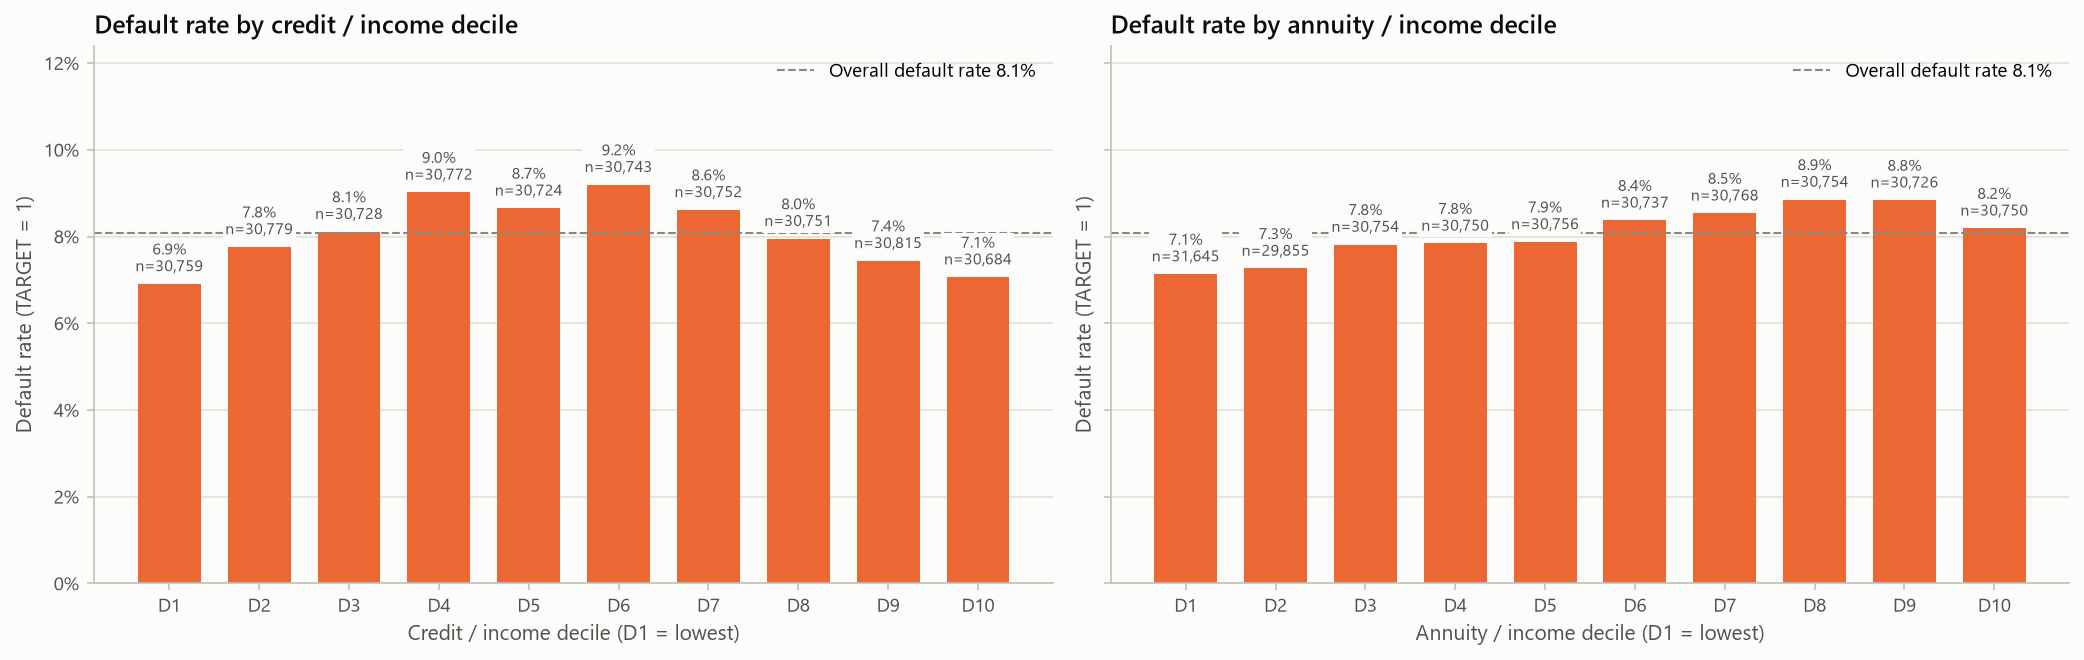 Default rate by credit / income decile
Overall default rate 8.1%
Default rate (TARGET = 1)
12%
10%
8%
6%
4%
2%
0%
6.9%
n=30,759
7.8%
n=30,779
8.1%
n=30,728
9.0%
n=30,772
8.7%
n=30,724
9.2%
n=30,743
8.6%
n=30,752
8.0%
n=30,751
7.4%
n=30,815
7.1%
n=30,684
D1 D2 D3 D4 D5 D6 D7 D8 D9 D10
Credit / income decile (D1 = lowest)
Default rate by annuity / income decile
Overall default rate 8.1%
Default rate (TARGET = 1)
7.1%
n=31,645
7.3%
n=29,855
7.8%
n=30,754
7.8%
n=30,750
7.9%
n=30,756
8.4%
n=30,737
8.5%
n=30,768
8.9%
n=30,754
8.8%
n=30,726
8.2%
n=30,750
D1 D2 D3 D4 D5 D6 D7 D8 D9 D10
Annuity / income decile (D1 = lowest)